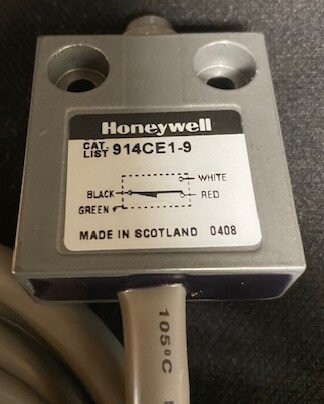 Honeywell
CAT. LIST 914CE1-9
WHITE
BLACK
RED
GREEN
MADE IN SCOTLAND 0408
105°C